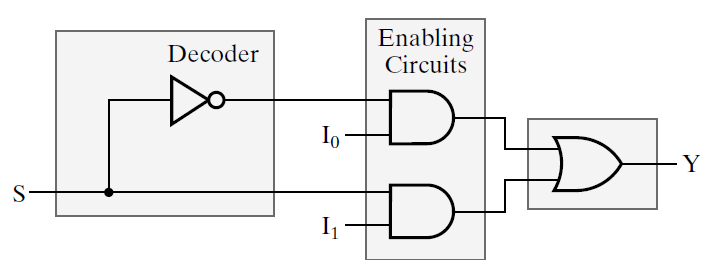 Decoder
Enabling
Circuits
I₀
S
I₁
Y